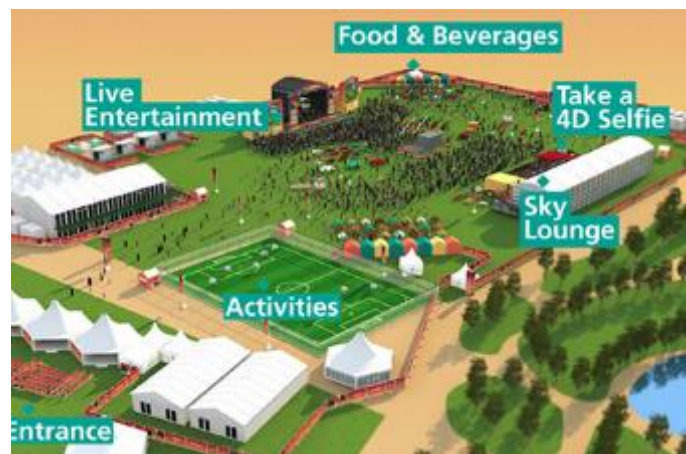 Food & Beverages
Live
Entertainment
Take a
4D Selfie
Sky
Lounge
Activities
Entrance